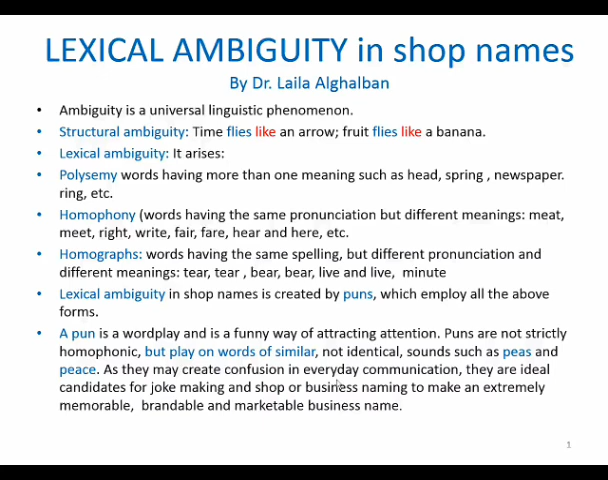 LEXICAL AMBIGUITY in shop names
By Dr. Laila Alghalban
• Ambiguity is a universal linguistic phenomenon.
• Structural ambiguity: Time flies like an arrow; fruit flies like a banana.
• Lexical ambiguity: It arises:
• Polysemy words having more than one meaning such as head, spring , newspaper.
ring, etc.
• Homophony (words having the same pronunciation but different meanings: meat,
meet, right, write, fair, fare, hear and here, etc.
• Homographs: words having the same spelling, but different pronunciation and
different meanings: tear, tear , bear, bear, live and live, minute
• Lexical ambiguity in shop names is created by puns, which employ all the above
forms.
• A pun is a wordplay and is a funny way of attracting attention. Puns are not strictly
homophonic, but play on words of similar, not identical, sounds such as peas and
peace. As they may create confusion in everyday communication, they are ideal
candidates for joke making and shop or business naming to make an extremely
memorable, brandable and marketable business name.
1